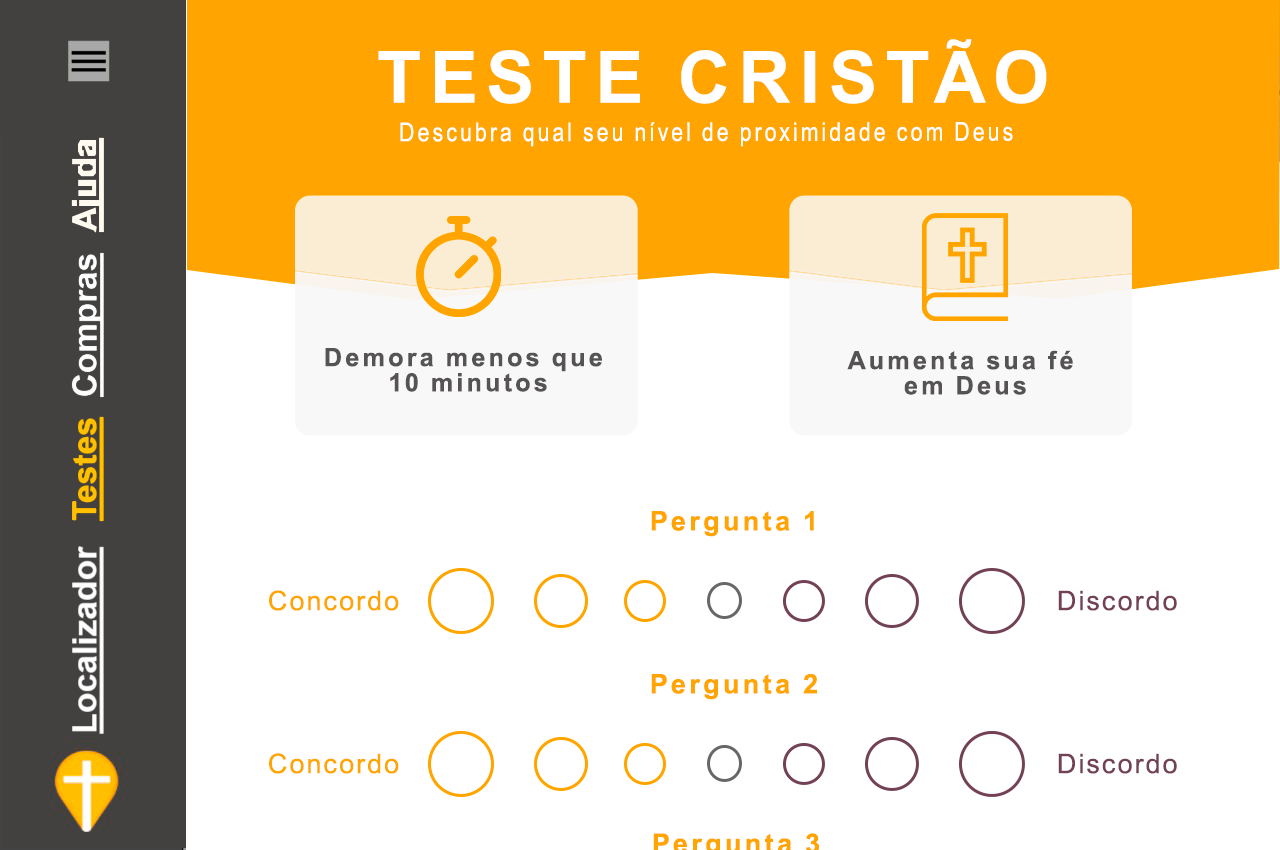 Ajuda
Compras
Testes
Localizador
TESTE CRISTÃO
Descubra qual seu nível de proximidade com Deus
Demora menos que
10 minutos
Aumenta sua fé
em Deus
Pergunta 1
Concordo
Discordo
Pergunta 2
Concordo
Discordo
Pergunta 3